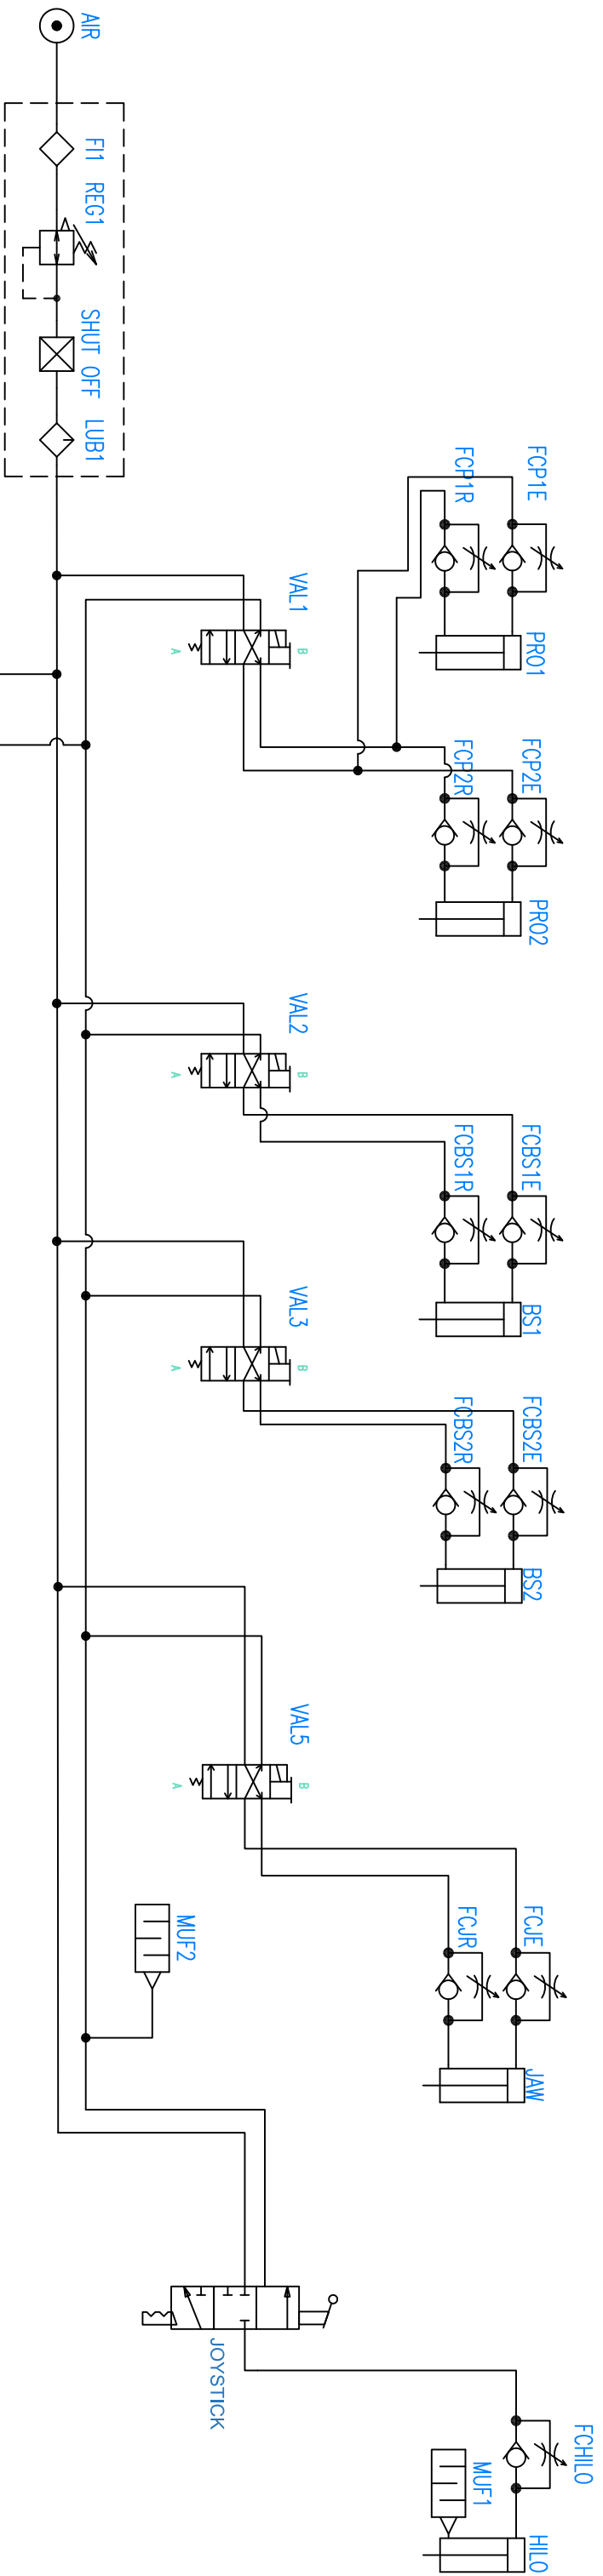 AIR
FI1
REG1
SHUT OFF
LUB1
FCP1E
FCP1R
PRO1
VAL1
B
A
FCP2E
FCP2R
PRO2
VAL2
B
A
FCBS1E
FCBS1R
BS1
VAL3
B
A
FCBS2E
FCBS2R
BS2
VAL5
B
A
FCJE
FCJR
JAW
MUF2
JOYSTICK
FCHILO
MUF1
HILO